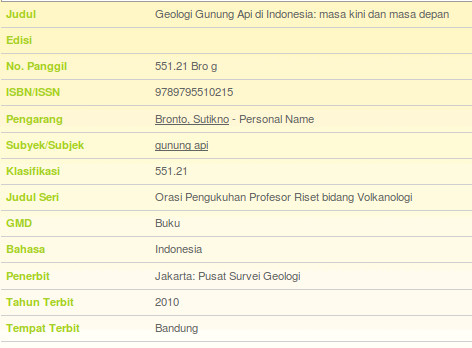 Judul Geologi Gunung Api di Indonesia: masa kini dan masa depan
Edisi
No. Panggil 551.21 Bro g
ISBN/ISSN 9789795510215
Pengarang Bronto, Sutikno - Personal Name
Subyek/Subjek gunung api
Klasifikasi 551.21
Judul Seri Orasi Pengukuhan Profesor Riset bidang Volkanologi
GMD Buku
Bahasa Indonesia
Penerbit Jakarta: Pusat Survei Geologi
Tahun Terbit 2010
Tempat Terbit Bandung